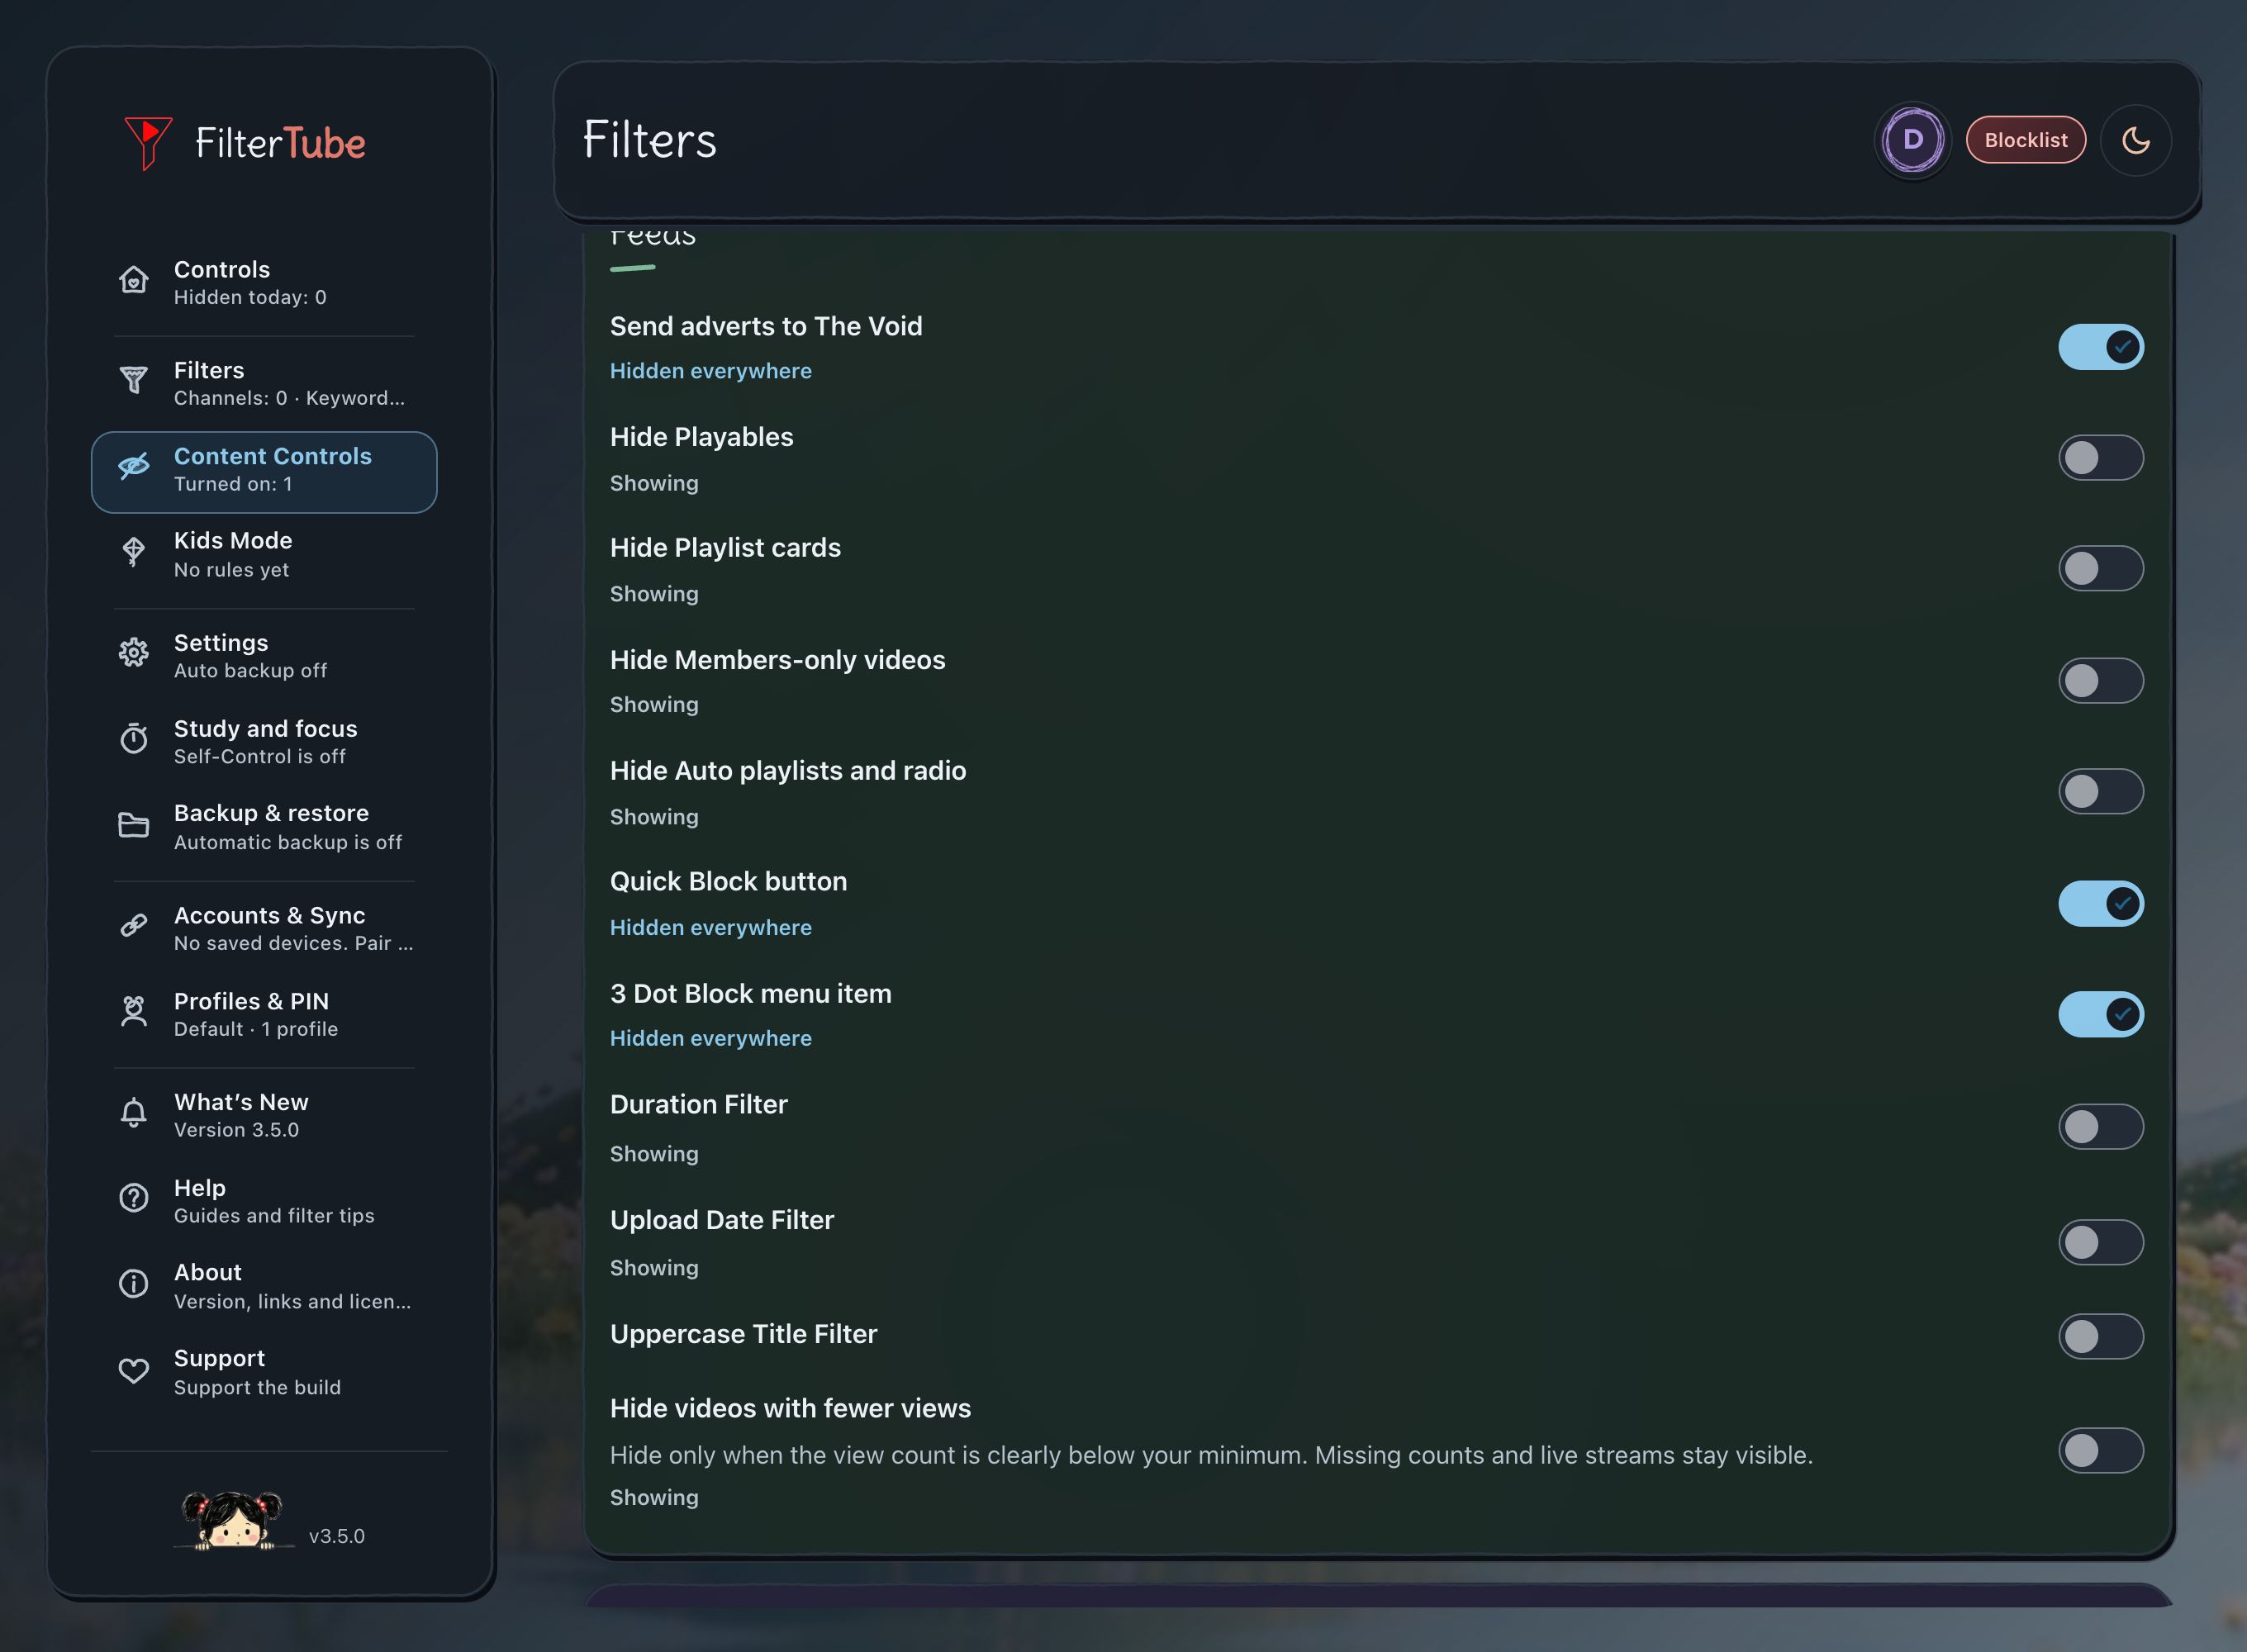 FilterTube
Controls
Hidden today: 0
Filters
Channels: 0 · Keyword...
Content Controls
Turned on: 1
Kids Mode
No rules yet
Settings
Auto backup off
Study and focus
Self-Control is off
Backup & restore
Automatic backup is off
Accounts & Sync
No saved devices. Pair ...
Profiles & PIN
Default · 1 profile
What’s New
Version 3.5.0
Help
Guides and filter tips
About
Version, links and licen...
Support
Support the build
v3.5.0
Filters
D
Blocklist
Feeds
Send adverts to The Void
Hidden everywhere
Hide Playables
Showing
Hide Playlist cards
Showing
Hide Members-only videos
Showing
Hide Auto playlists and radio
Showing
Quick Block button
Hidden everywhere
3 Dot Block menu item
Hidden everywhere
Duration Filter
Showing
Upload Date Filter
Showing
Uppercase Title Filter
Hide videos with fewer views
Hide only when the view count is clearly below your minimum. Missing counts and live streams stay visible.
Showing